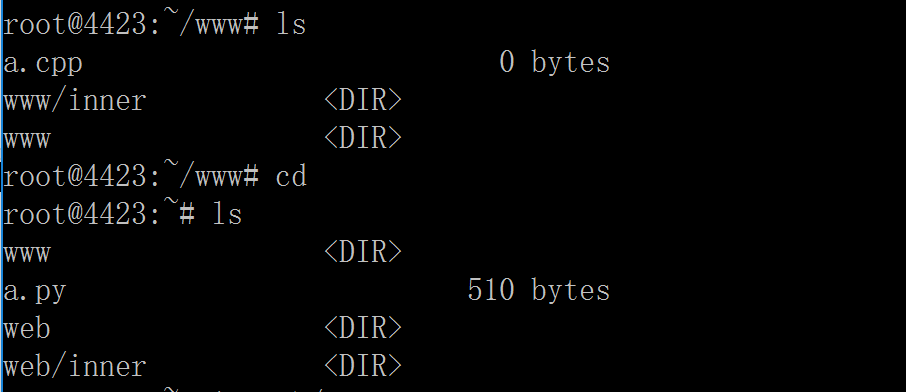 root@4423:~/www# ls
a.cpp 0 bytes
www/inner <DIR>
www <DIR>
root@4423:~/www# cd
root@4423:~# ls
www <DIR>
a.py 510 bytes
web <DIR>
web/inner <DIR>